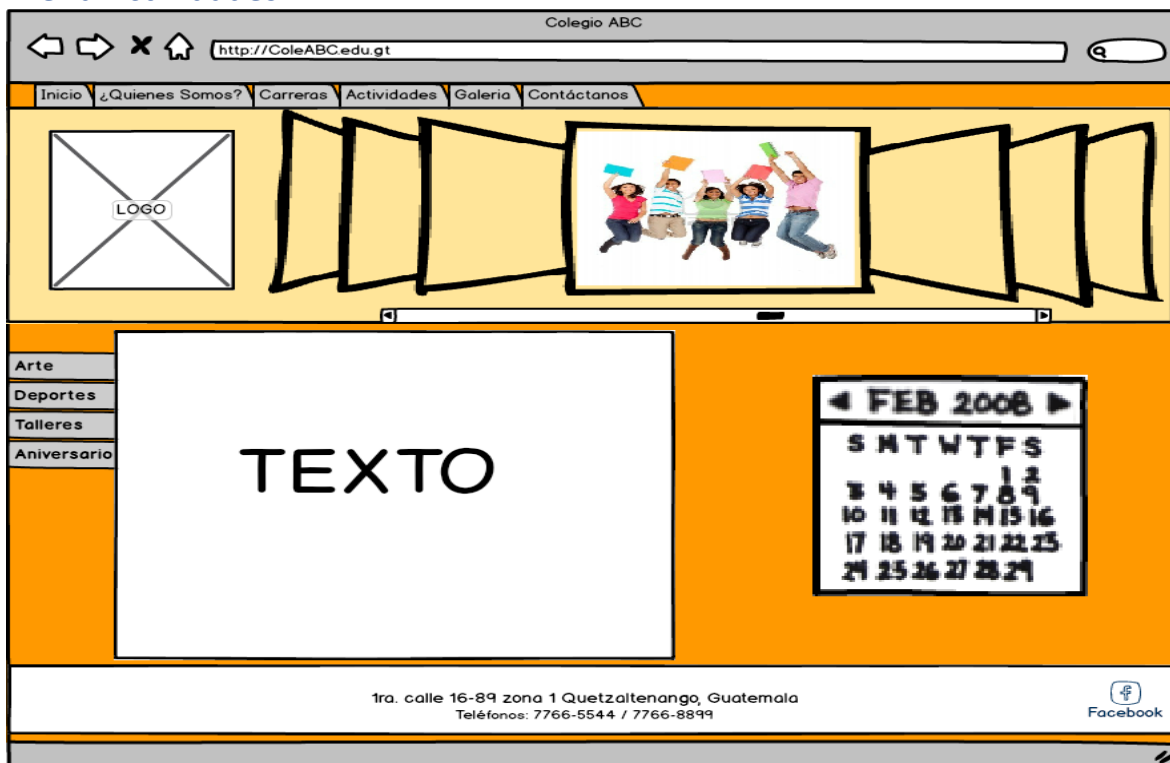 Colegio ABC
http://ColeABC.edu.gt
Inicio ¿Quienes Somos? Carreras Actividades Galeria Contáctanos
LOGO
Arte
Deportes
Talleres
Aniversario
TEXTO
FEB 2008
S M T W T F S
1 2
3 4 5 6 7 8 9
10 11 12 13 14 15 16
17 18 19 20 21 22 23
24 25 26 27 28 29
1ra. calle 16-89 zona 1 Quetzaltenango, Guatemala
Teléfonos: 7766-5544 / 7766-8899
Facebook